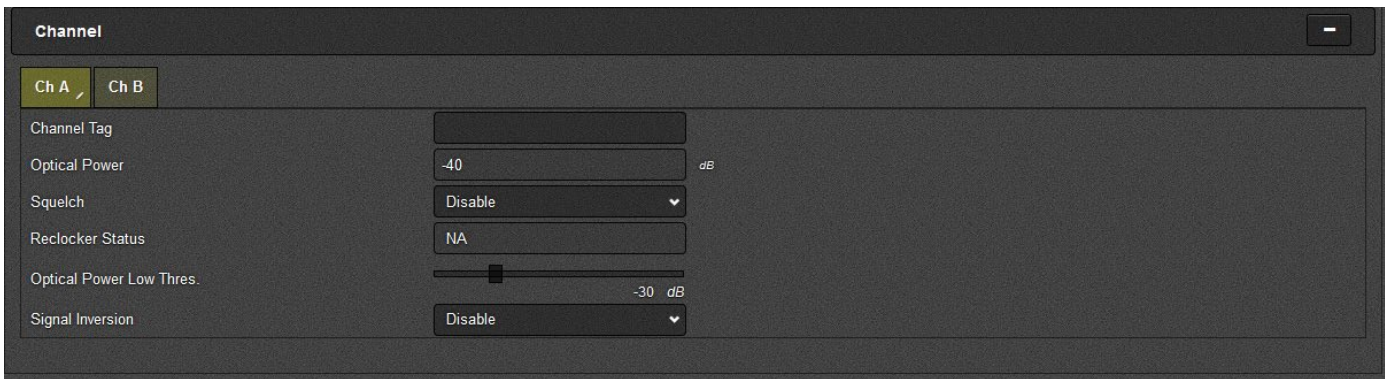 Channel
Ch A Ch B
Channel Tag
Optical Power -40 dB
Squelch Disable
Reclocker Status NA
Optical Power Low Thres.
-30 dB
Signal Inversion Disable